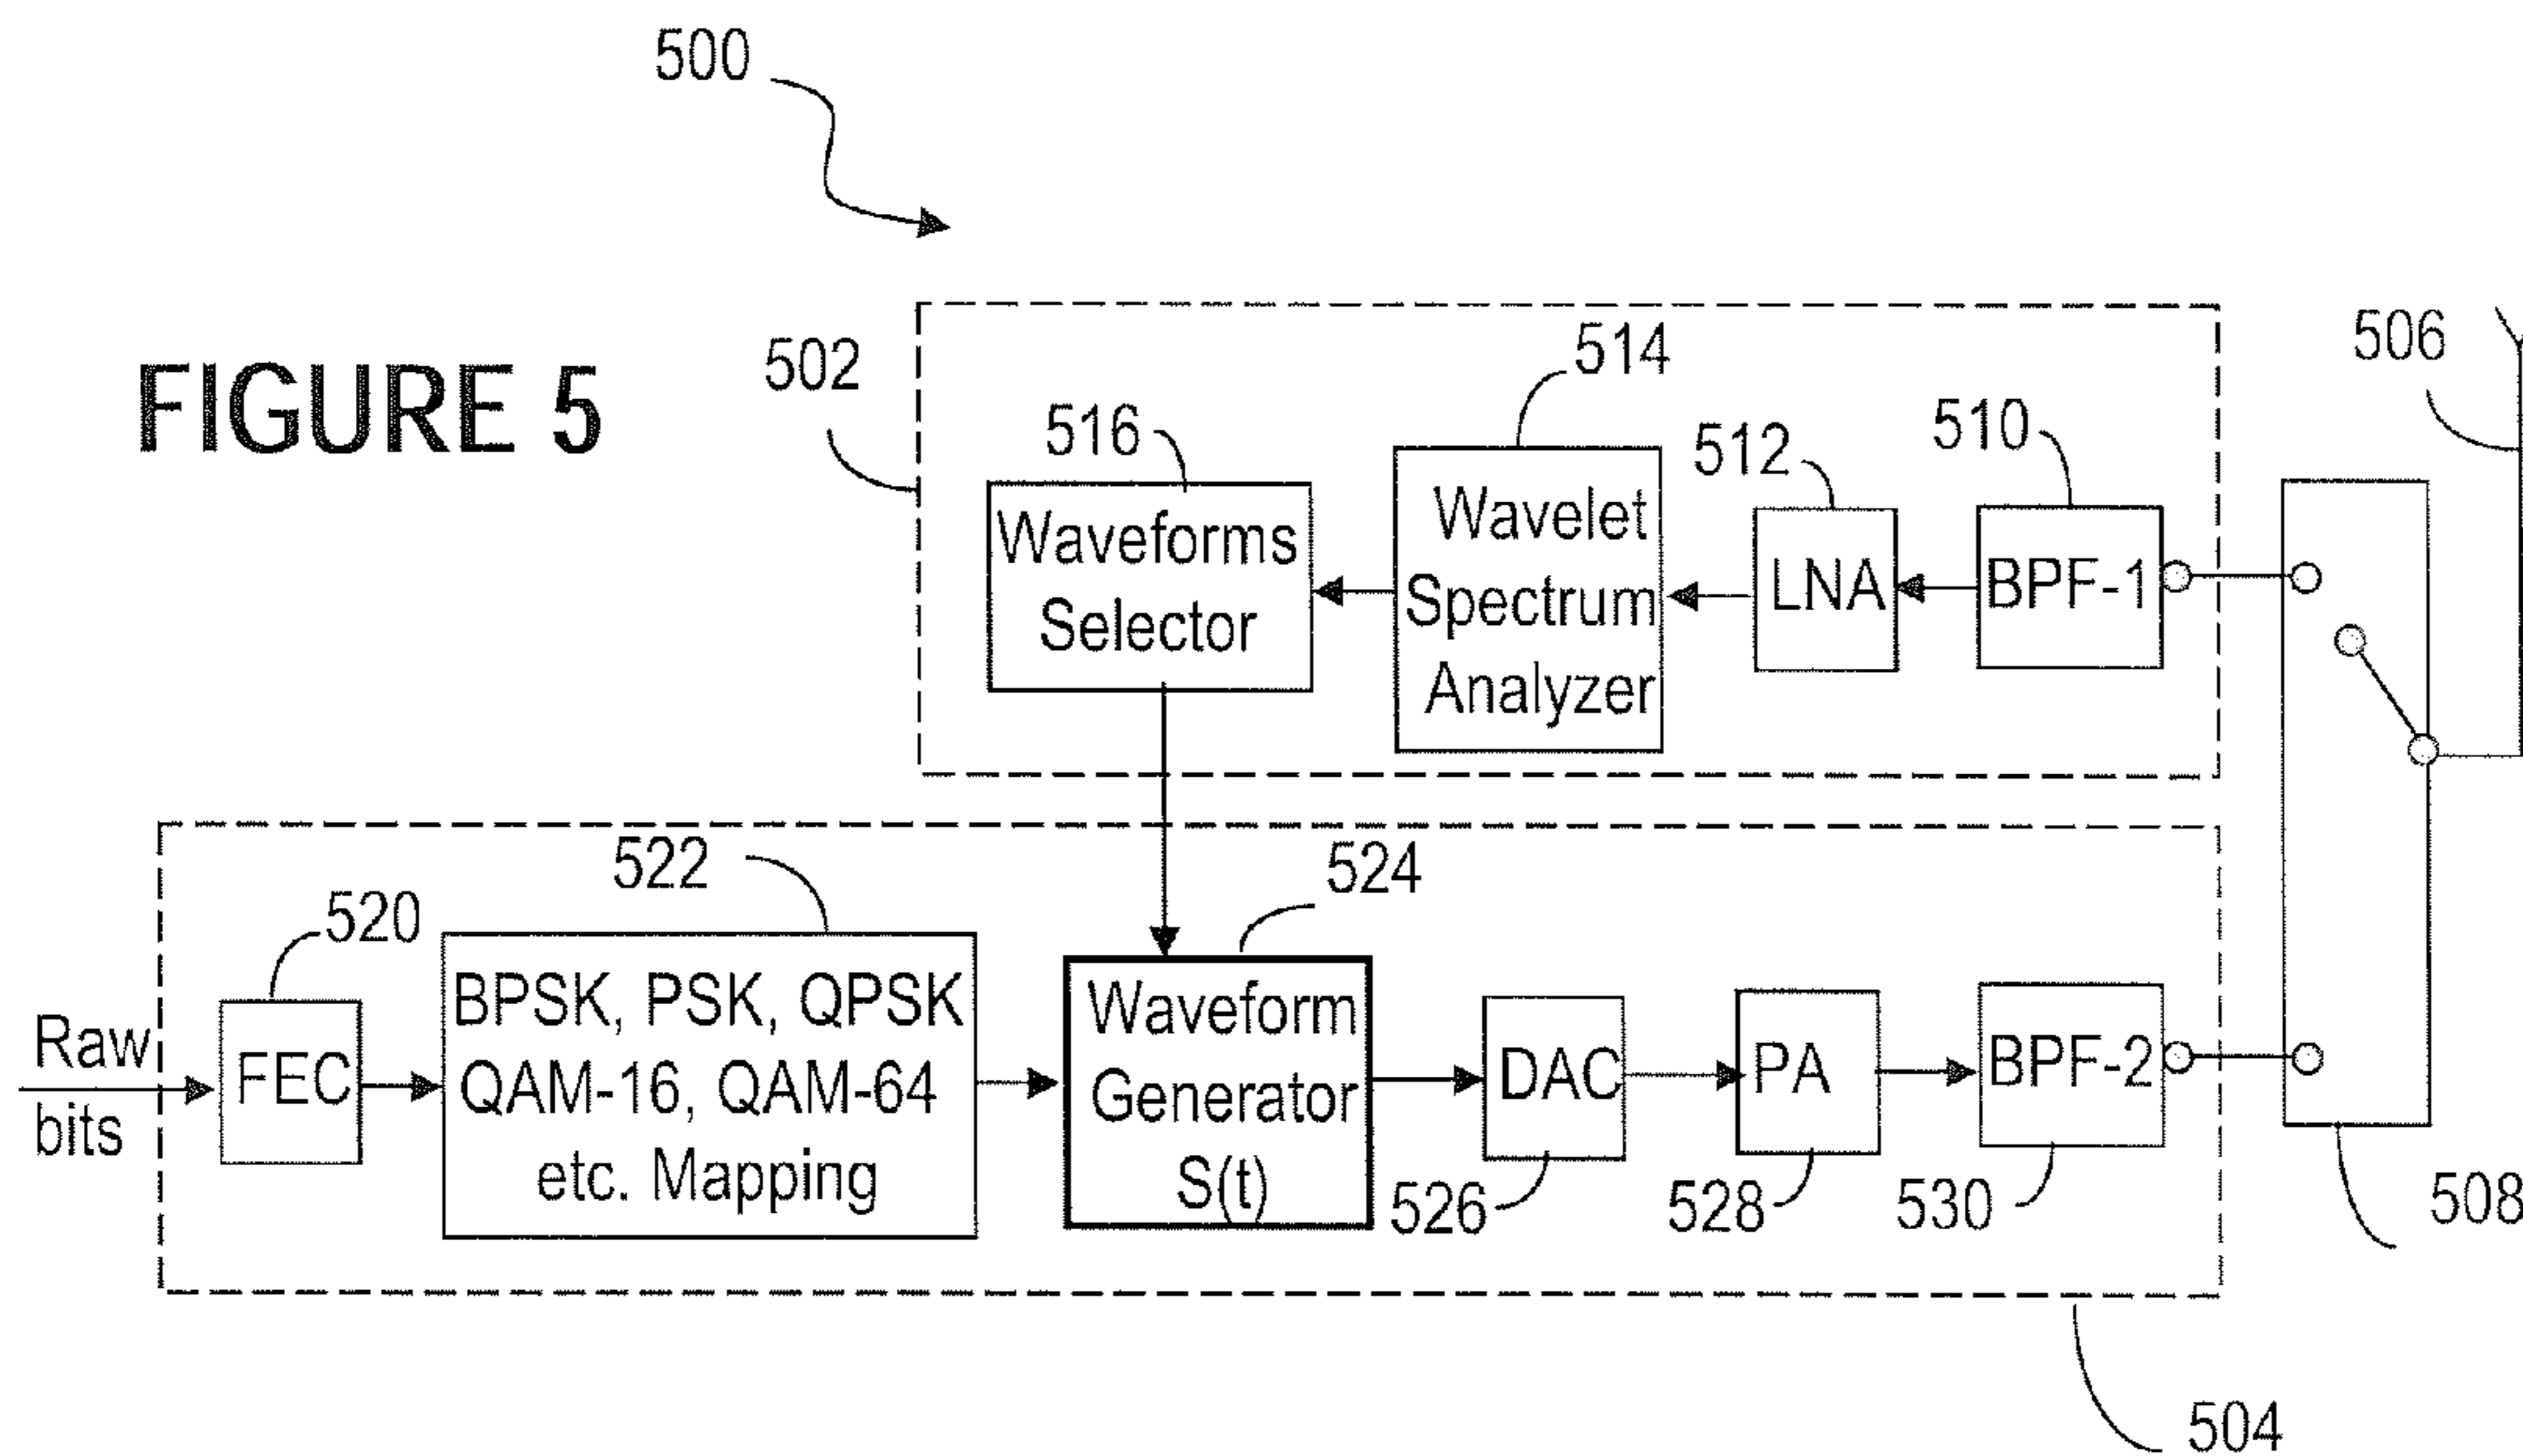 500
FIGURE 5
502
514
506
516
512
510
Waveforms
Selector
Wavelet
Spectrum
Analyzer
LNA
BPF-1
522
524
520
Raw
bits
FEC
BPSK, PSK, QPSK
QAM-16, QAM-64
etc. Mapping
Waveform
Generator
S(t)
DAC
PA
BPF-2
526
528
530
508
504